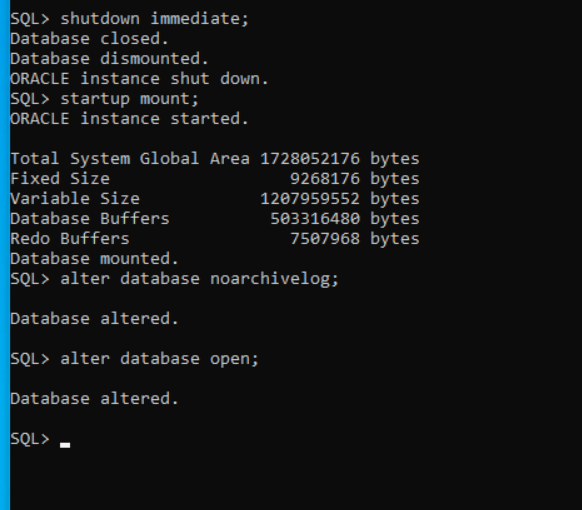 SQL> shutdown immediate;
Database closed.
Database dismounted.
ORACLE instance shut down.
SQL> startup mount;
ORACLE instance started.
Total System Global Area 1728052176 bytes
Fixed Size 9268176 bytes
Variable Size 1207959552 bytes
Database Buffers 503316480 bytes
Redo Buffers 7507968 bytes
Database mounted.
SQL> alter database noarchivelog;
Database altered.
SQL> alter database open;
Database altered.
SQL>